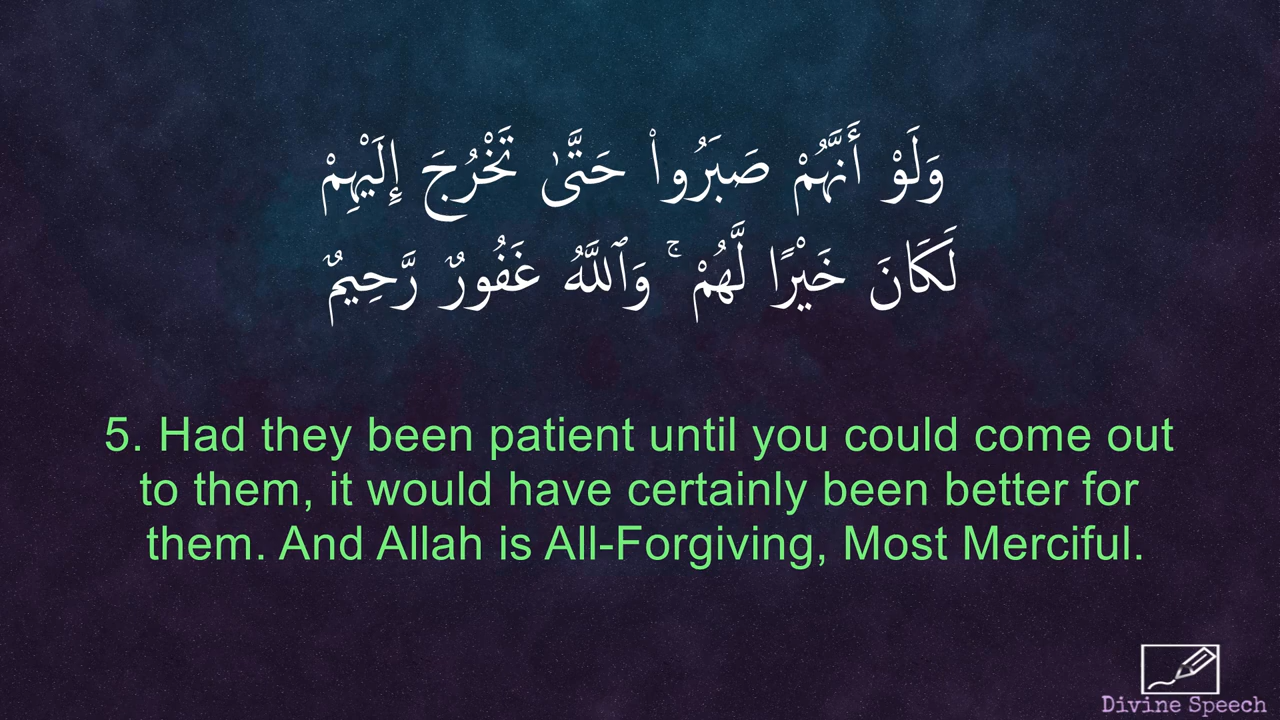 وَلَوْ أَنَّهُمْ صَبَرُوا۟ حَتَّىٰ تَخْرُجَ إِلَيْهِمْ
لَكَانَ خَيْرًا لَّهُمْ ۚ وَٱللَّهُ غَفُورٌ رَّحِيمٌ
5. Had they been patient until you could come out
to them, it would have certainly been better for
them. And Allah is All-Forgiving, Most Merciful.
Divine Speech